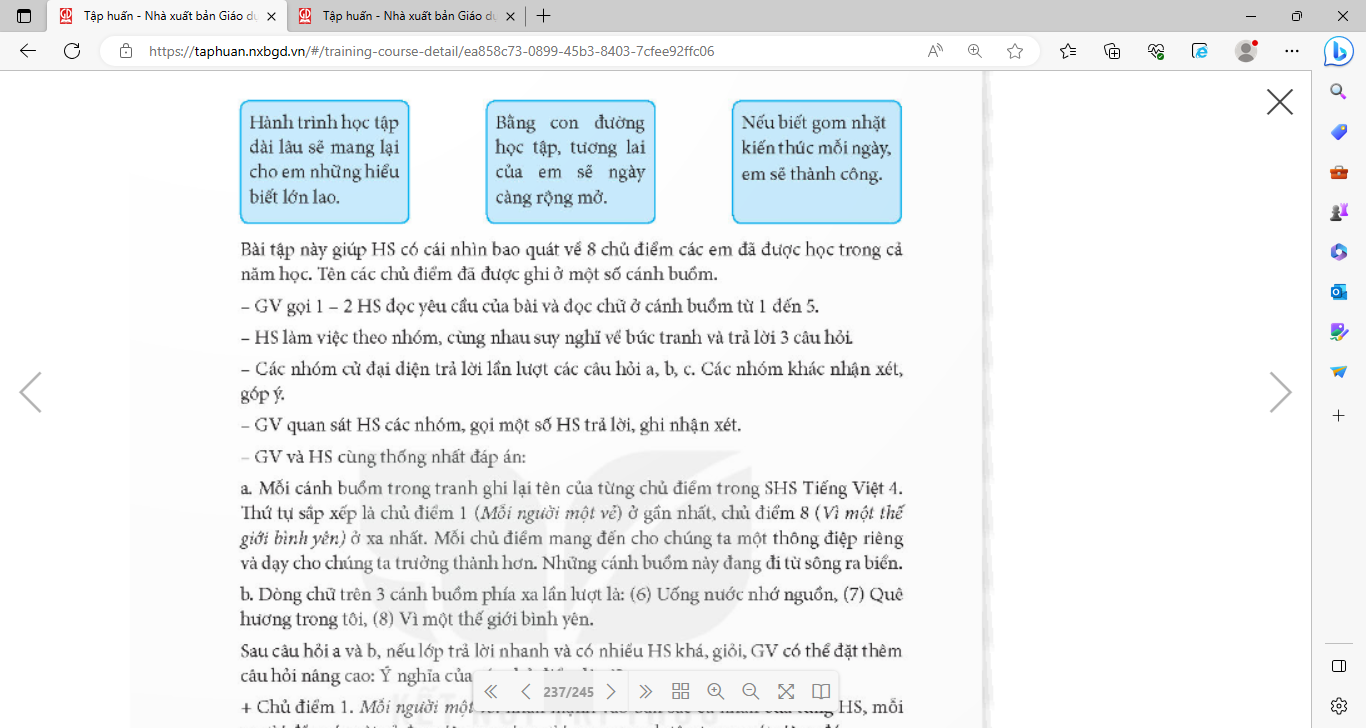 Tập huấn - Nhà xuất bản Giáo dụ
Tập huấn - Nhà xuất bản Giáo dụ
https://taphuan.nxbgd.vn/#/training-course-detail/ea858c73-0899-45b3-8403-7cfee92ffc06
Hành trình học tập
dài lâu sẽ mang lại
cho em những hiểu
biết lớn lao.
Bằng con đường
học tập, tương lai
của em sẽ ngày
càng rộng mở.
Nếu biết gom nhặt
kiến thức mỗi ngày,
em sẽ thành công.
Bài tập này giúp HS có cái nhìn bao quát về 8 chủ điểm các em đã được học trong cả
năm học. Tên các chủ điểm đã được ghi ở một số cánh buồm.
– GV gọi 1 – 2 HS đọc yêu cầu của bài và đọc chữ ở cánh buồm từ 1 đến 5.
– HS làm việc theo nhóm, cùng nhau suy nghĩ về bức tranh và trả lời 3 câu hỏi.
– Các nhóm cử đại diện trả lời lần lượt các câu hỏi a, b, c. Các nhóm khác nhận xét,
góp ý.
– GV quan sát HS các nhóm, gọi một số HS trả lời, ghi nhận xét.
– GV và HS cùng thống nhất đáp án:
a. Mỗi cánh buồm trong tranh ghi lại tên của từng chủ điểm trong SHS Tiếng Việt 4.
Thứ tự sắp xếp là chủ điểm 1 (Mỗi người một vẻ) ở gần nhất, chủ điểm 8 (Vì một thế
giới bình yên) ở xa nhất. Mỗi chủ điểm mang đến cho chúng ta một thông điệp riêng
và dạy cho chúng ta trưởng thành hơn. Những cánh buồm này đang đi từ sông ra biển.
b. Dòng chữ trên 3 cánh buồm phía xa lần lượt là: (6) Uống nước nhớ nguồn, (7) Quê
hương trong tôi, (8) Vì một thế giới bình yên.
Sau câu hỏi a và b, nếu lớp trả lời nhanh và có nhiều HS khá, giỏi, GV có thể đặt thêm
câu hỏi nâng cao: Ý nghĩa của
237/245
+ Chủ điểm 1. Mỗi người một HS, mỗi